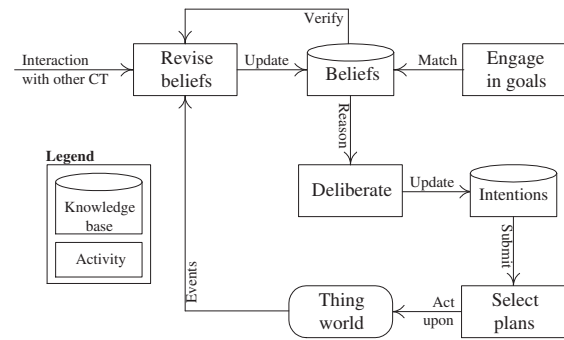 Verify
Interaction
with other CT
Revise
beliefs
Update
Beliefs
Match
Engage
in goals
Reason
Legend
Knowledge
base
Activity
Deliberate
Update
Intentions
Submit
Events
Thing
world
Act
upon
Select
plans